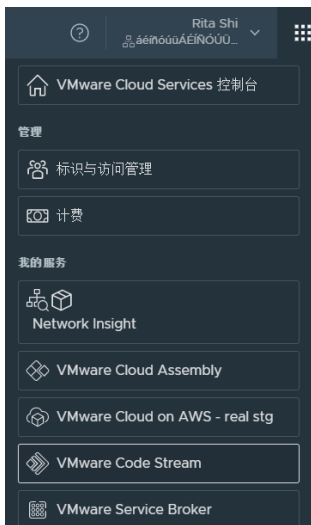 Rita Shi
áéíñóúüÁÉÍÑÓÚÜ...
VMware Cloud Services 控制台
管理
标识与访问管理
计费
我的服务
Network Insight
VMware Cloud Assembly
VMware Cloud on AWS - real stg
VMware Code Stream
VMware Service Broker